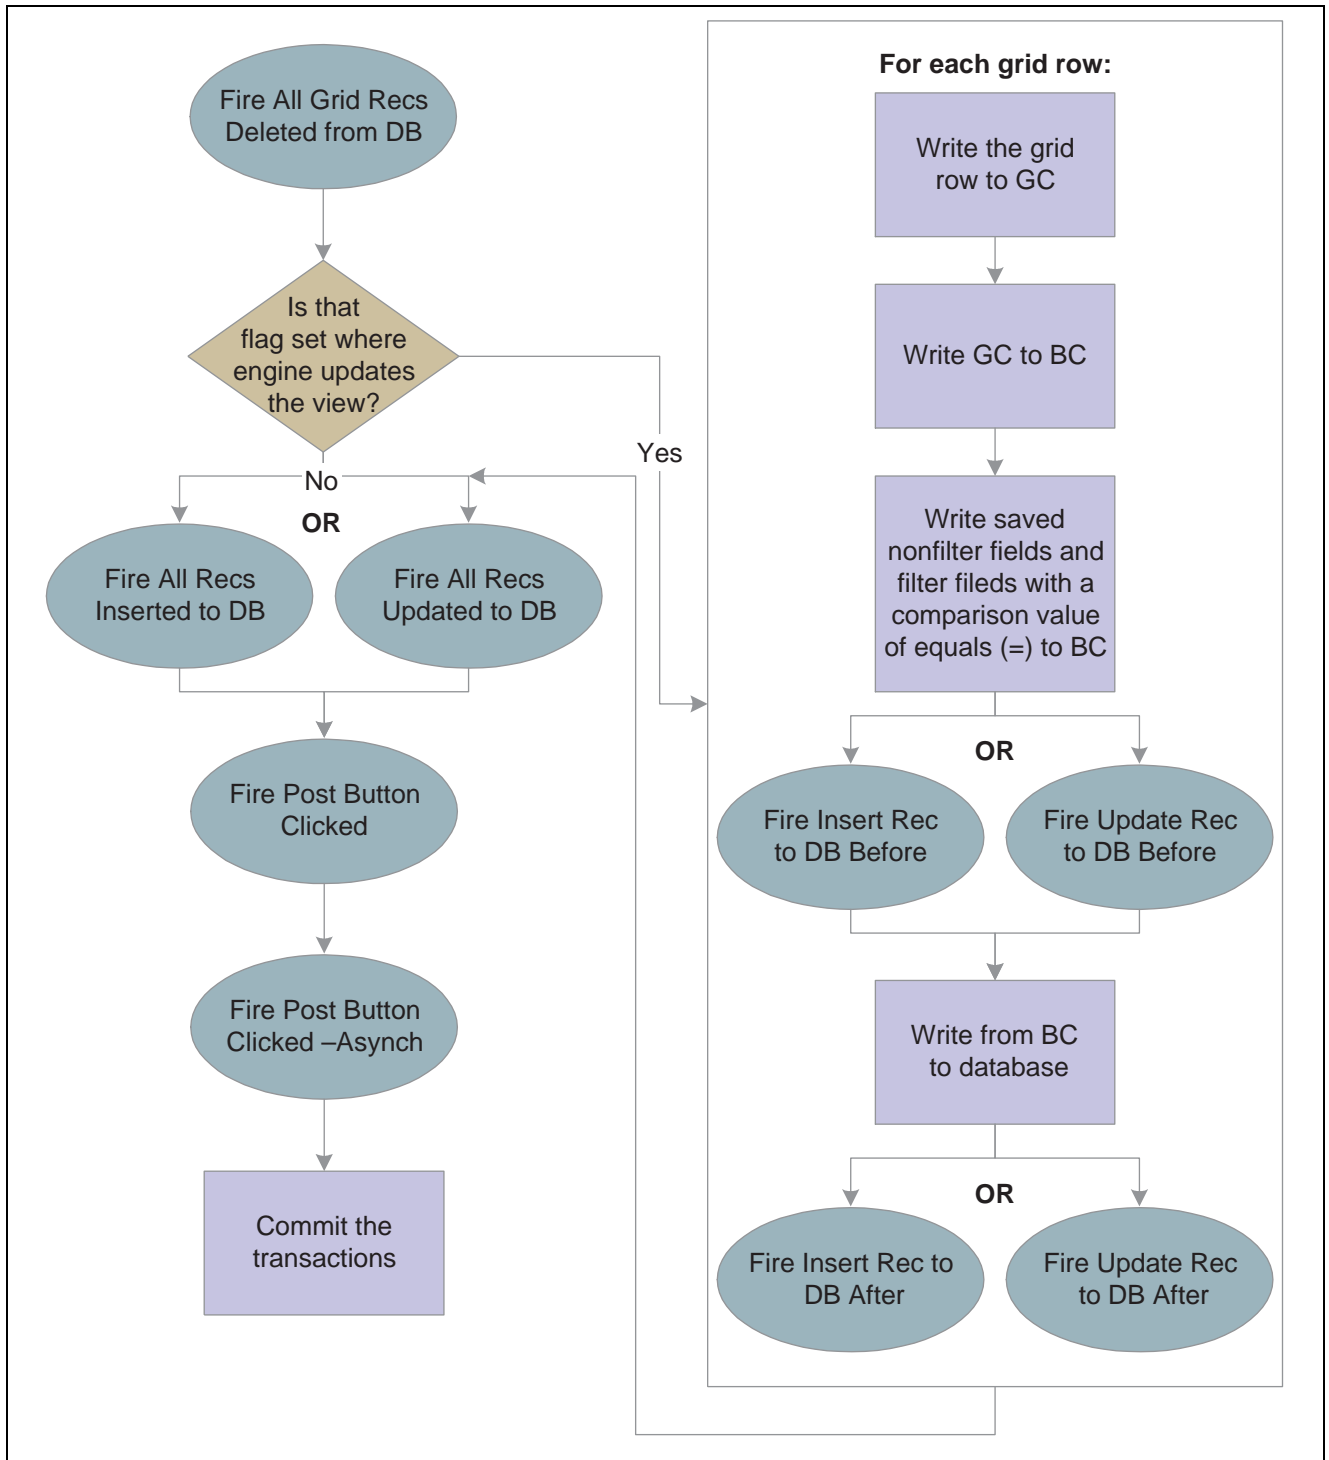 Fire All Grid Recs
Deleted from DB
Is that
flag set where
engine updates
the view?
Yes
No
OR
Fire All Recs
Inserted to DB
Fire All Recs
Updated to DB
Fire Post Button
Clicked
Fire Post Button
Clicked –Asynch
Commit the
transactions
For each grid row:
Write the grid
row to GC
Write GC to BC
Write saved
nonfilter fields and
filter fileds with a
comparison value
of equals (=) to BC
OR
Fire Insert Rec
to DB Before
Fire Update Rec
to DB Before
Write from BC
to database
OR
Fire Insert Rec to
DB After
Fire Update Rec
to DB After